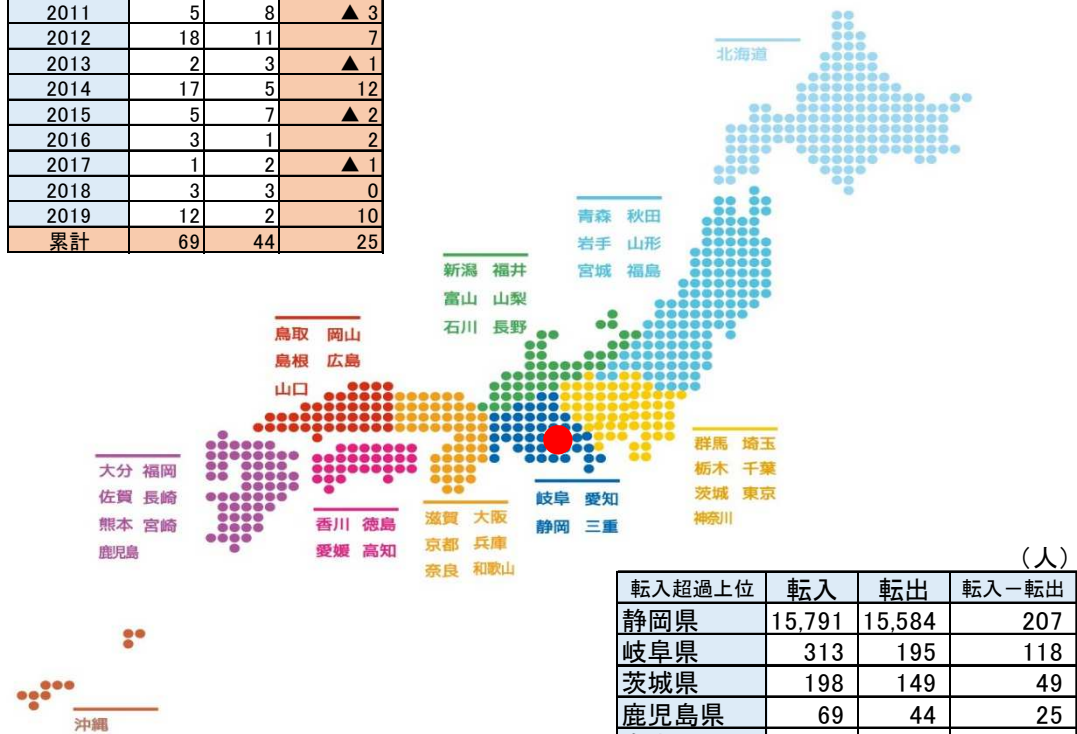 2011 5 8 ▲ 3
2012 18 11 7
2013 2 3 ▲ 1
2014 17 5 12
2015 5 7 ▲ 2
2016 3 1 2
2017 1 2 ▲ 1
2018 3 3 0
2019 12 2 10
累計 69 44 25
北海道
青森 秋田
岩手 山形
宮城 福島
新潟 福井
富山 山梨
石川 長野
鳥取 岡山
島根 広島
山口
群馬 埼玉
栃木 千葉
茨城 東京
神奈川
大分 福岡
佐賀 長崎
熊本 宮崎
鹿児島
香川 徳島
愛媛 高知
滋賀 大阪
京都 兵庫
奈良 和歌山
岐阜 愛知
静岡 三重
沖縄
（人）
転入超過上位 転入 転出 転入－転出
静岡県 15,791 15,584 207
岐阜県 313 195 118
茨城県 198 149 49
鹿児島県 69 44 25